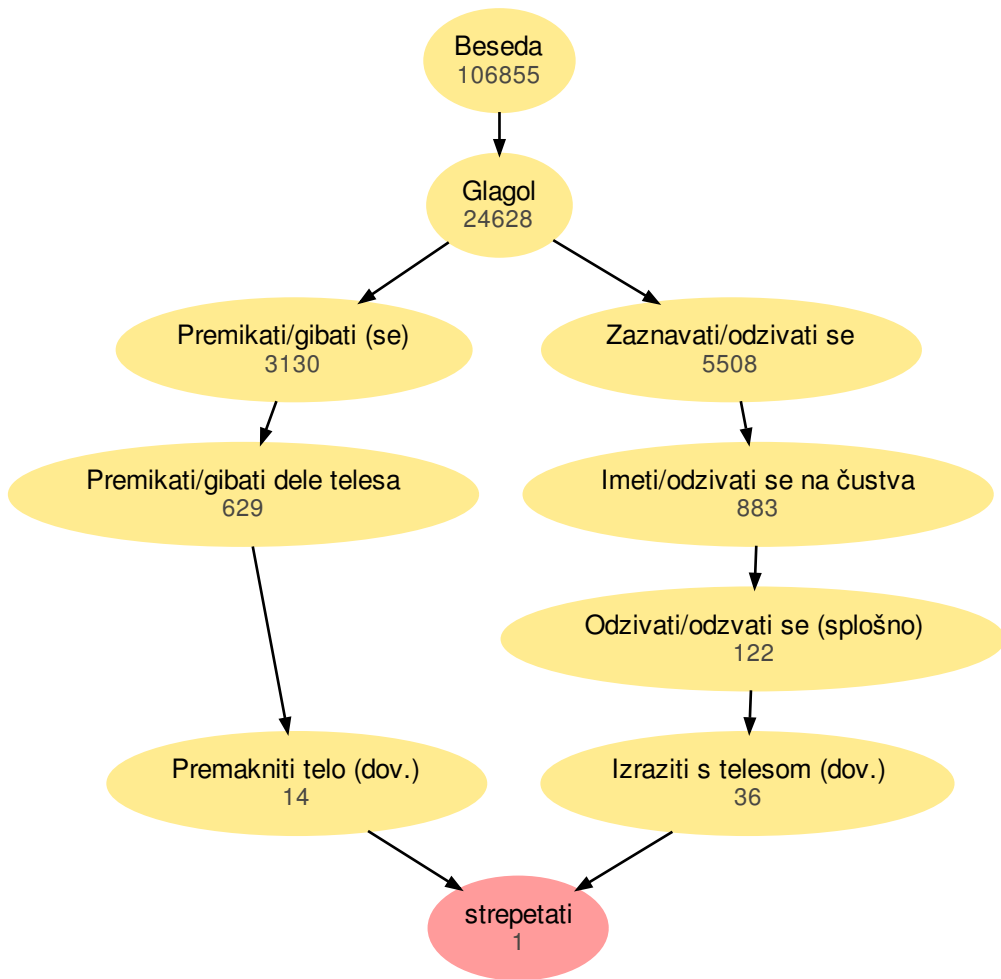 Beseda
106855
Glagol
24628
Premikati/gibati (se)
3130
Zaznavati/odzivati se
5508
Premikati/gibati dele telesa
629
Imeti/odzivati se na čustva
883
Odzivati/odzvati se (splošno)
122
Premakniti telo (dov.)
14
Izraziti s telesom (dov.)
36
strepetati
1